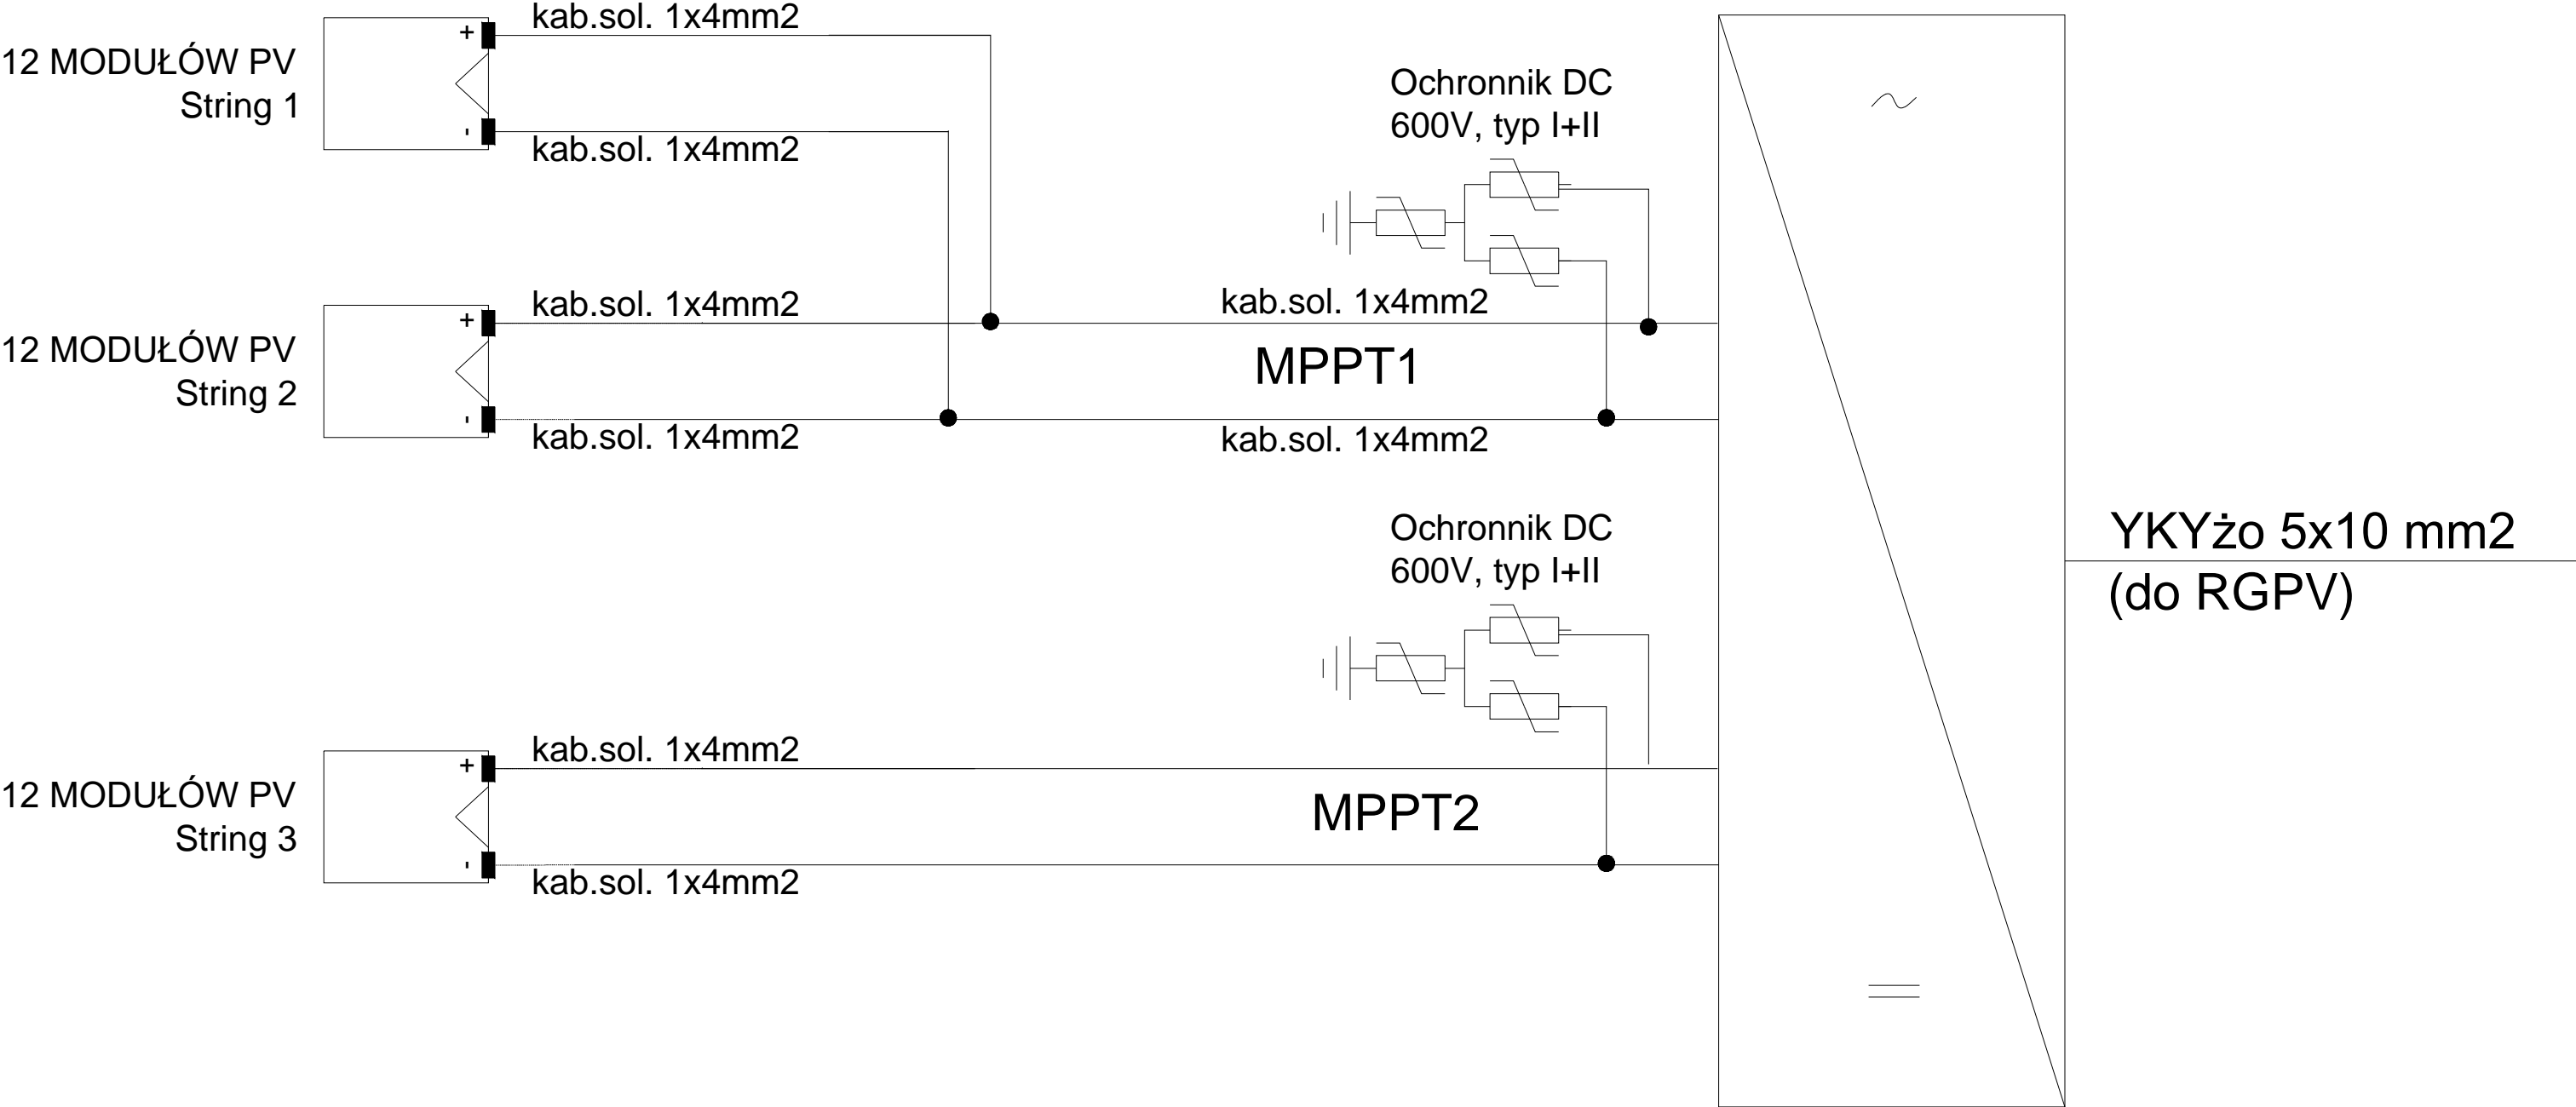 kab.sol. 1x4mm2
+
12 MODUŁÓW PV
String 1
-
kab.sol. 1x4mm2
Ochronnik DC
600V, typ I+II
~
kab.sol. 1x4mm2
kab.sol. 1x4mm2
+
12 MODUŁÓW PV
String 2
MPPT1
-
kab.sol. 1x4mm2
kab.sol. 1x4mm2
Ochronnik DC
600V, typ I+II
YKYżo 5x10 mm2
(do RGPV)
kab.sol. 1x4mm2
+
12 MODUŁÓW PV
String 3
MPPT2
-
kab.sol. 1x4mm2